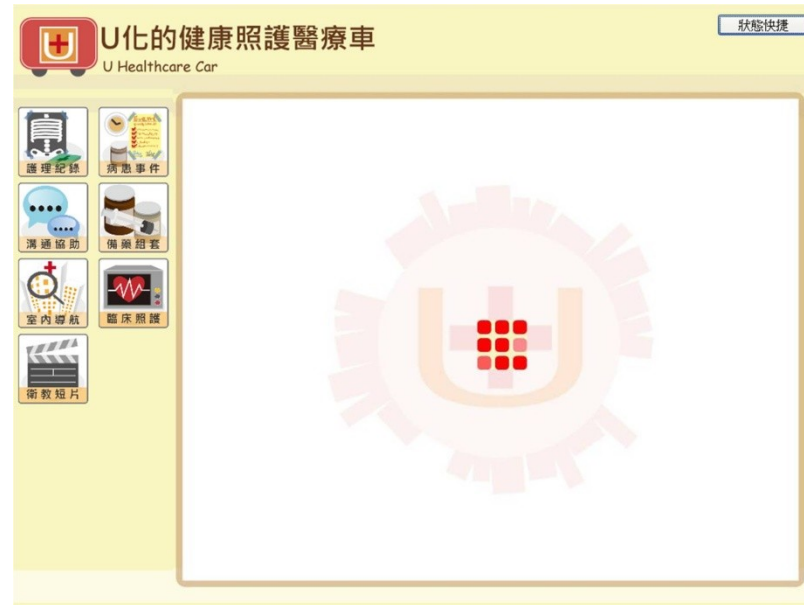 U化的健康照護醫療車
U Healthcare Car
狀態快捷
護理紀錄
病患事件
溝通協助
備藥組套
室內導航
臨床照護
衛教短片